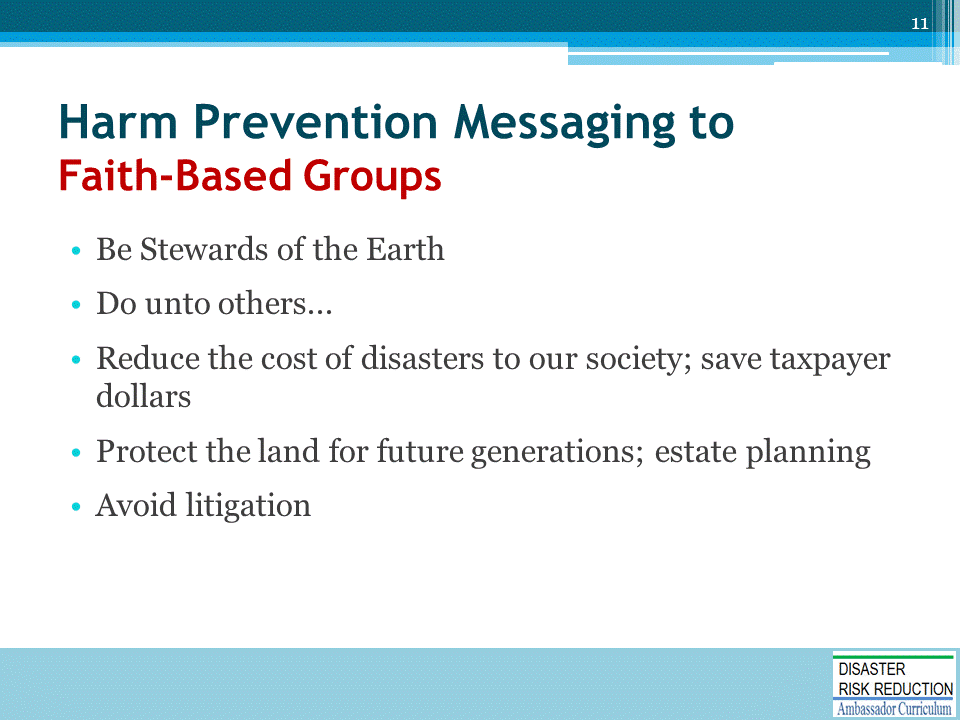 11
Harm Prevention Messaging to
Faith-Based Groups
• Be Stewards of the Earth
• Do unto others...
• Reduce the cost of disasters to our society; save taxpayer
dollars
• Protect the land for future generations; estate planning
• Avoid litigation
DISASTER
RISK REDUCTION
Ambassador Curriculum